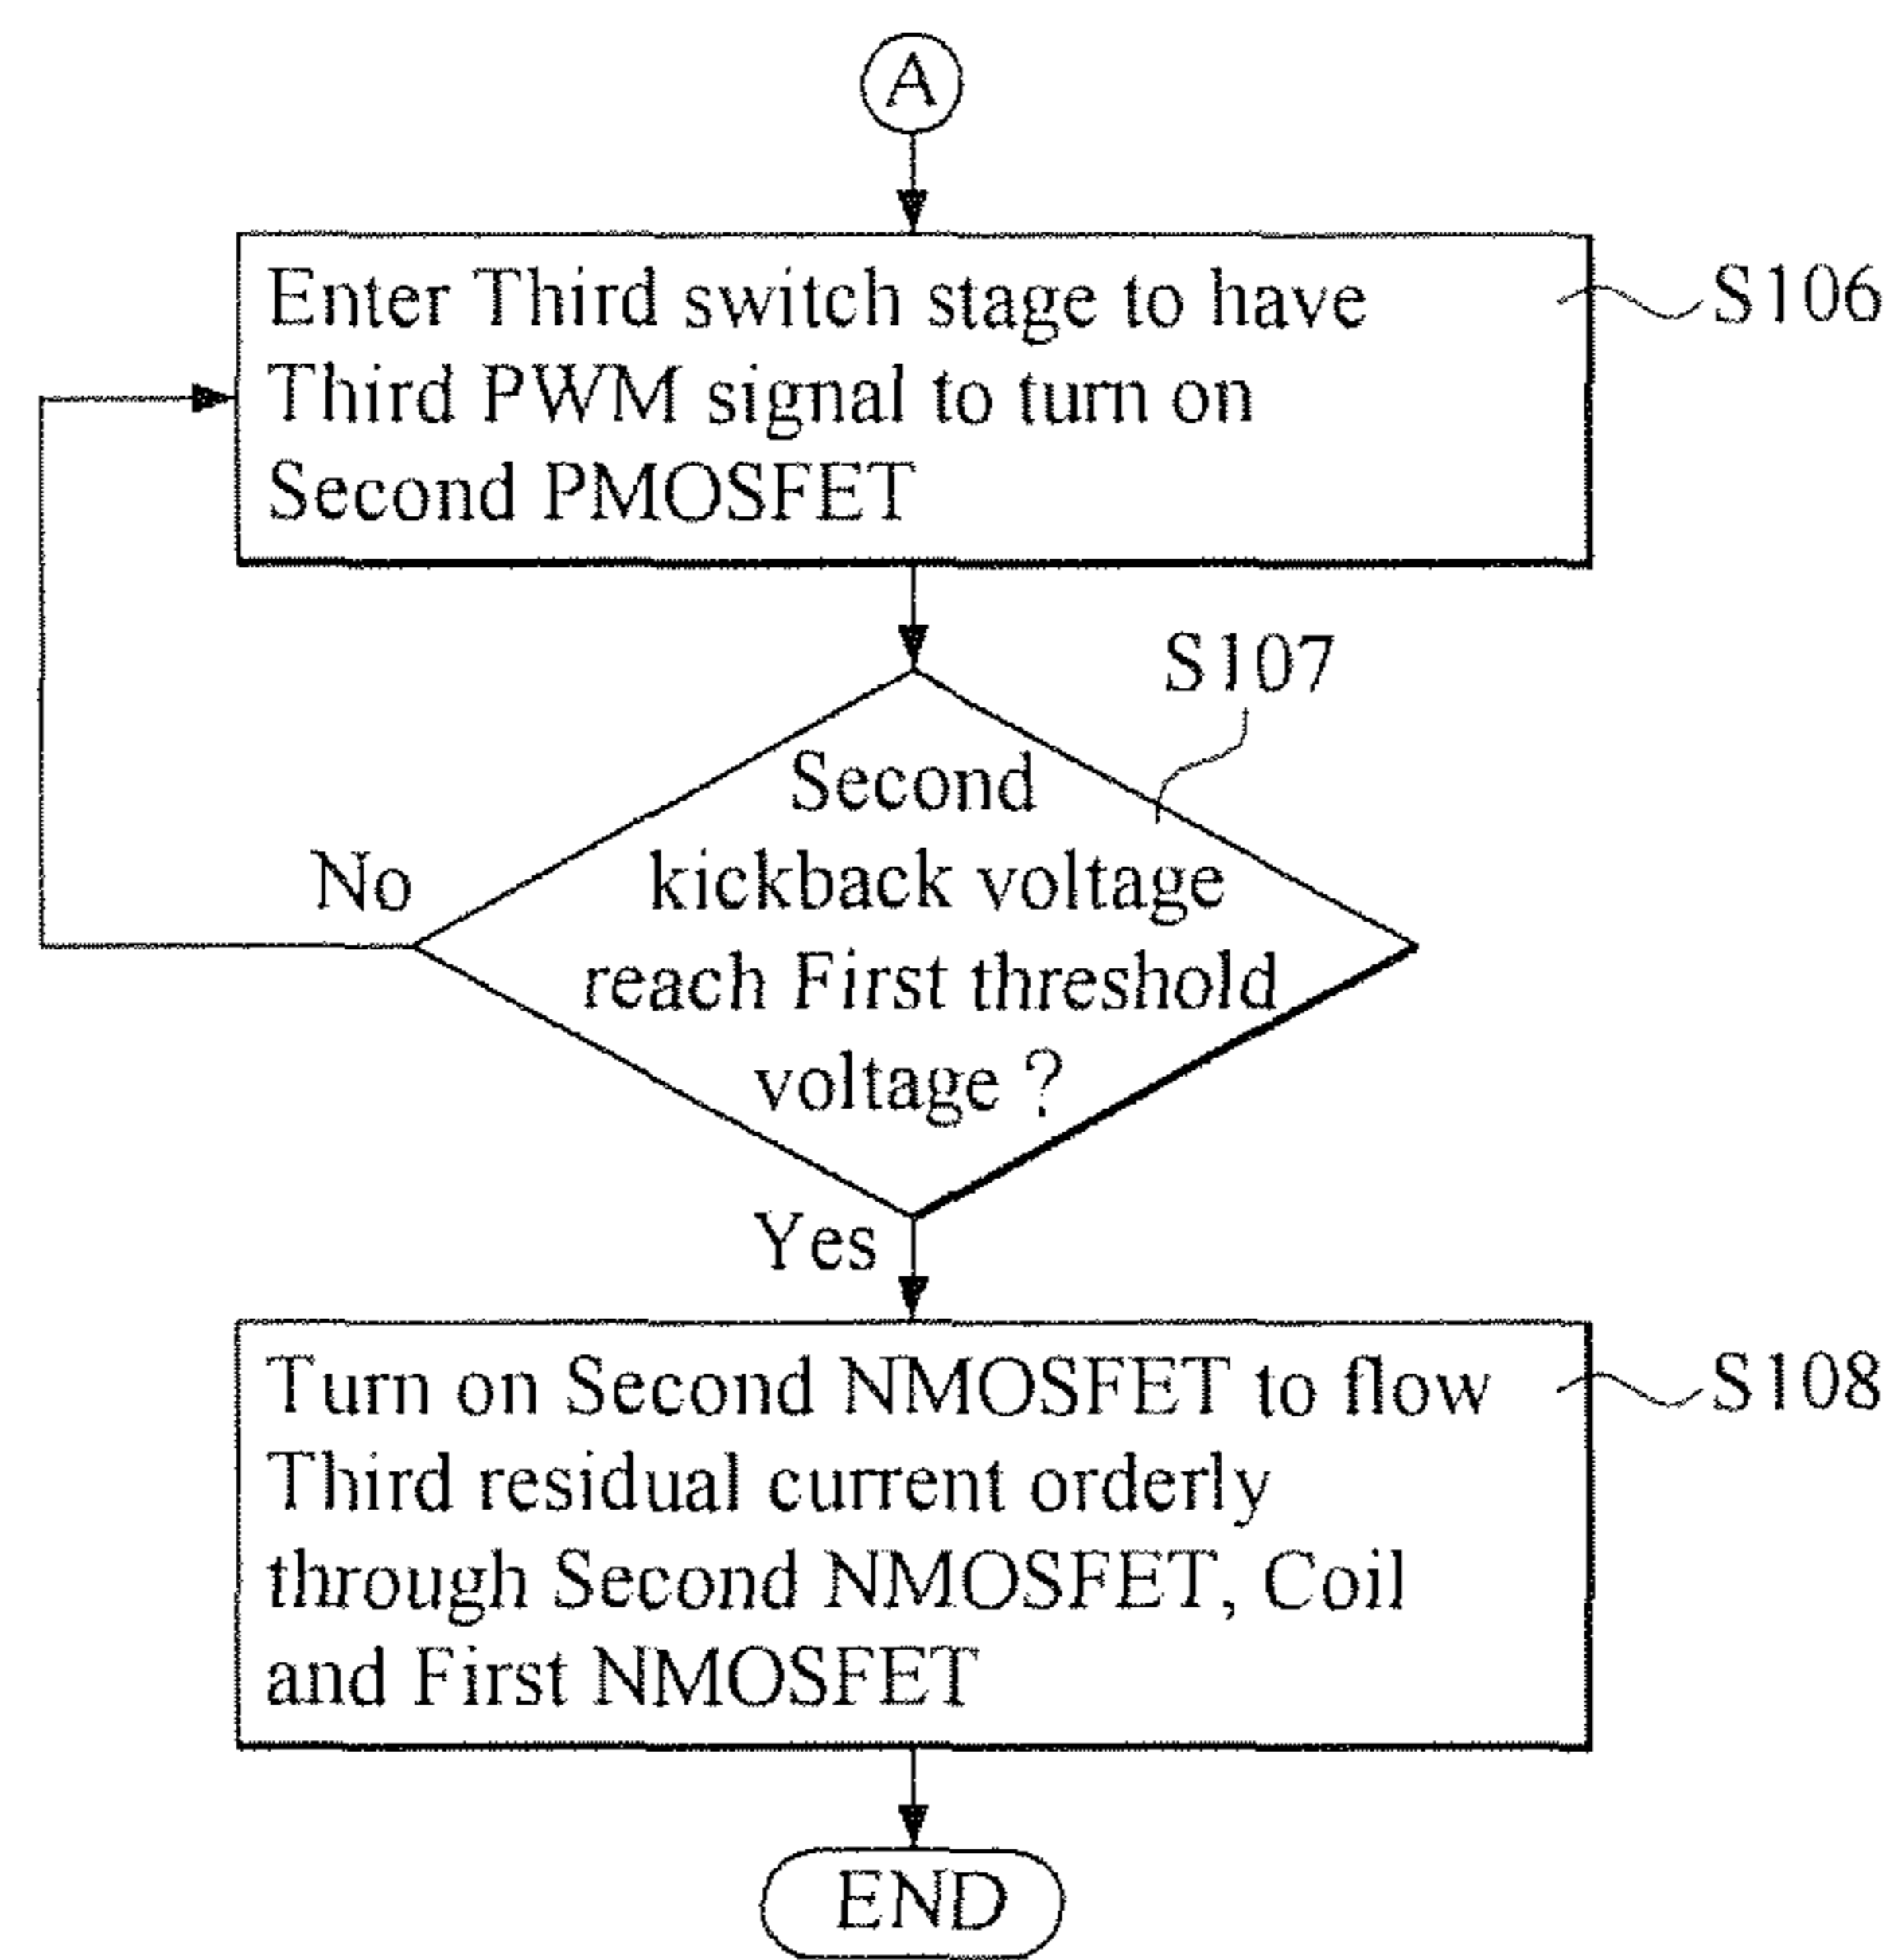 A
Enter Third switch stage to have
Third PWM signal to turn on
Second PMOSFET
S106
S107
Second
kickback voltage
reach First threshold
voltage ?
No
Yes
Turn on Second NMOSFET to flow
Third residual current orderly
through Second NMOSFET, Coil
and First NMOSFET
S108
END